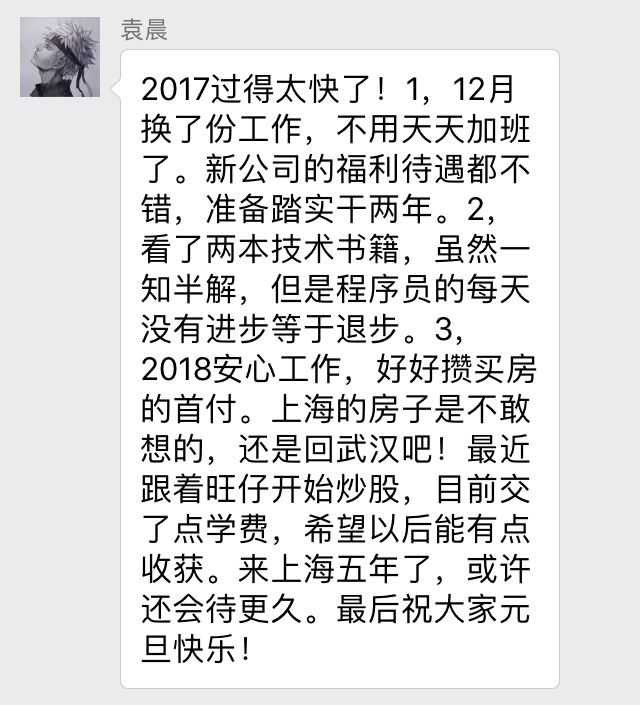 袁晨
2017过得太快了！1，12月
换了份工作，不用天天加班
了。新公司的福利待遇都不
错，准备踏实干两年。2，
看了两本技术书籍，虽然一
知半解，但是程序员的每天
没有进步等于退步。3，
2018安心工作，好好攒买房
的首付。上海的房子是不敢
想的，还是回武汉吧！最近
跟着旺仔开始炒股，目前交
了点学费，希望以后能有点
收获。来上海五年了，或许
还会待更久。最后祝大家元
旦快乐！